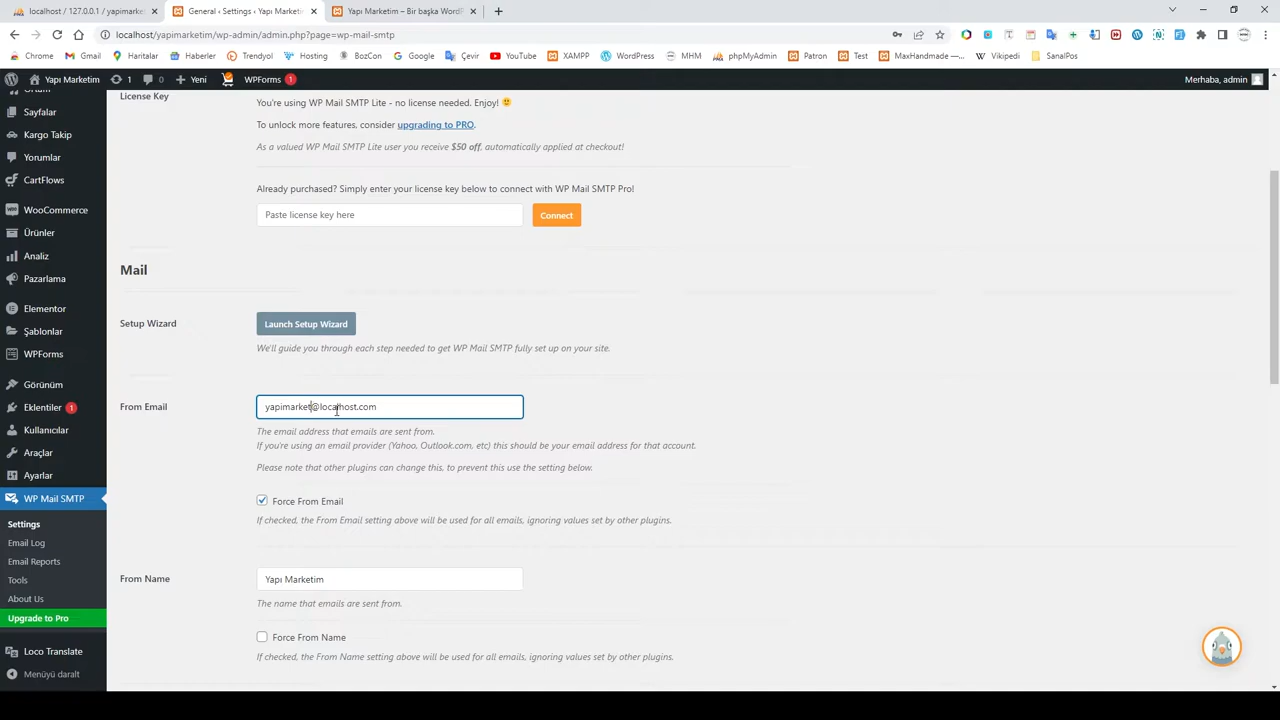 localhost / 127.0.0.1 / yapimarke
General ‹ Settings ‹ Yapı Marketim
Yapı Marketim – Bir başka WordP
localhost/yapimarketim/wp-admin/admin.php?page=wp-mail-smtp
Chrome
Gmail
Farklar
Haberler
Trendyol
Hosting
BozCon
Google
Çevir
YouTube
XAMPP
WordPress
MHM
phpMyAdmin
Patron
Test
MaxHandmade — ...
Vikipedi
SanalPos
Yapı Marketim
1
0
Yeni
WPForms 1
Merhaba, admin
Ortam
Sayfalar
Kargo Takip
Yorumlar
CartFlows
WooCommerce
Ürünler
Analiz
Pazarlama
Elementor
Şablonlar
WPForms
Görünüm
Eklentiler 1
Kullanıcılar
Araçlar
Ayarlar
WP Mail SMTP
Settings
Email Log
Email Reports
Tools
About Us
Upgrade to Pro
Loco Translate
Menüyü daralt
License Key
You're using WP Mail SMTP Lite - no license needed. Enjoy!
To unlock more features, consider upgrading to PRO.
As a valued WP Mail SMTP Lite user you receive $50 off, automatically applied at checkout!
Already purchased? Simply enter your license key below to connect with WP Mail SMTP Pro!
Paste license key here
Connect
Mail
Setup Wizard
Launch Setup Wizard
We'll guide you through each step needed to get WP Mail SMTP fully set up on your site.
From Email
yapimarket@localhost.com
The email address that emails are sent from.
If you're using an email provider (Yahoo, Outlook.com, etc) this should be your email address for that account.
Please note that other plugins can change this, to prevent this use the setting below.
Force From Email
If checked, the From Email setting above will be used for all emails, ignoring values set by other plugins.
From Name
Yapı Marketim
The name that emails are sent from.
Force From Name
If checked, the From Name setting above will be used for all emails, ignoring values set by other plugins.